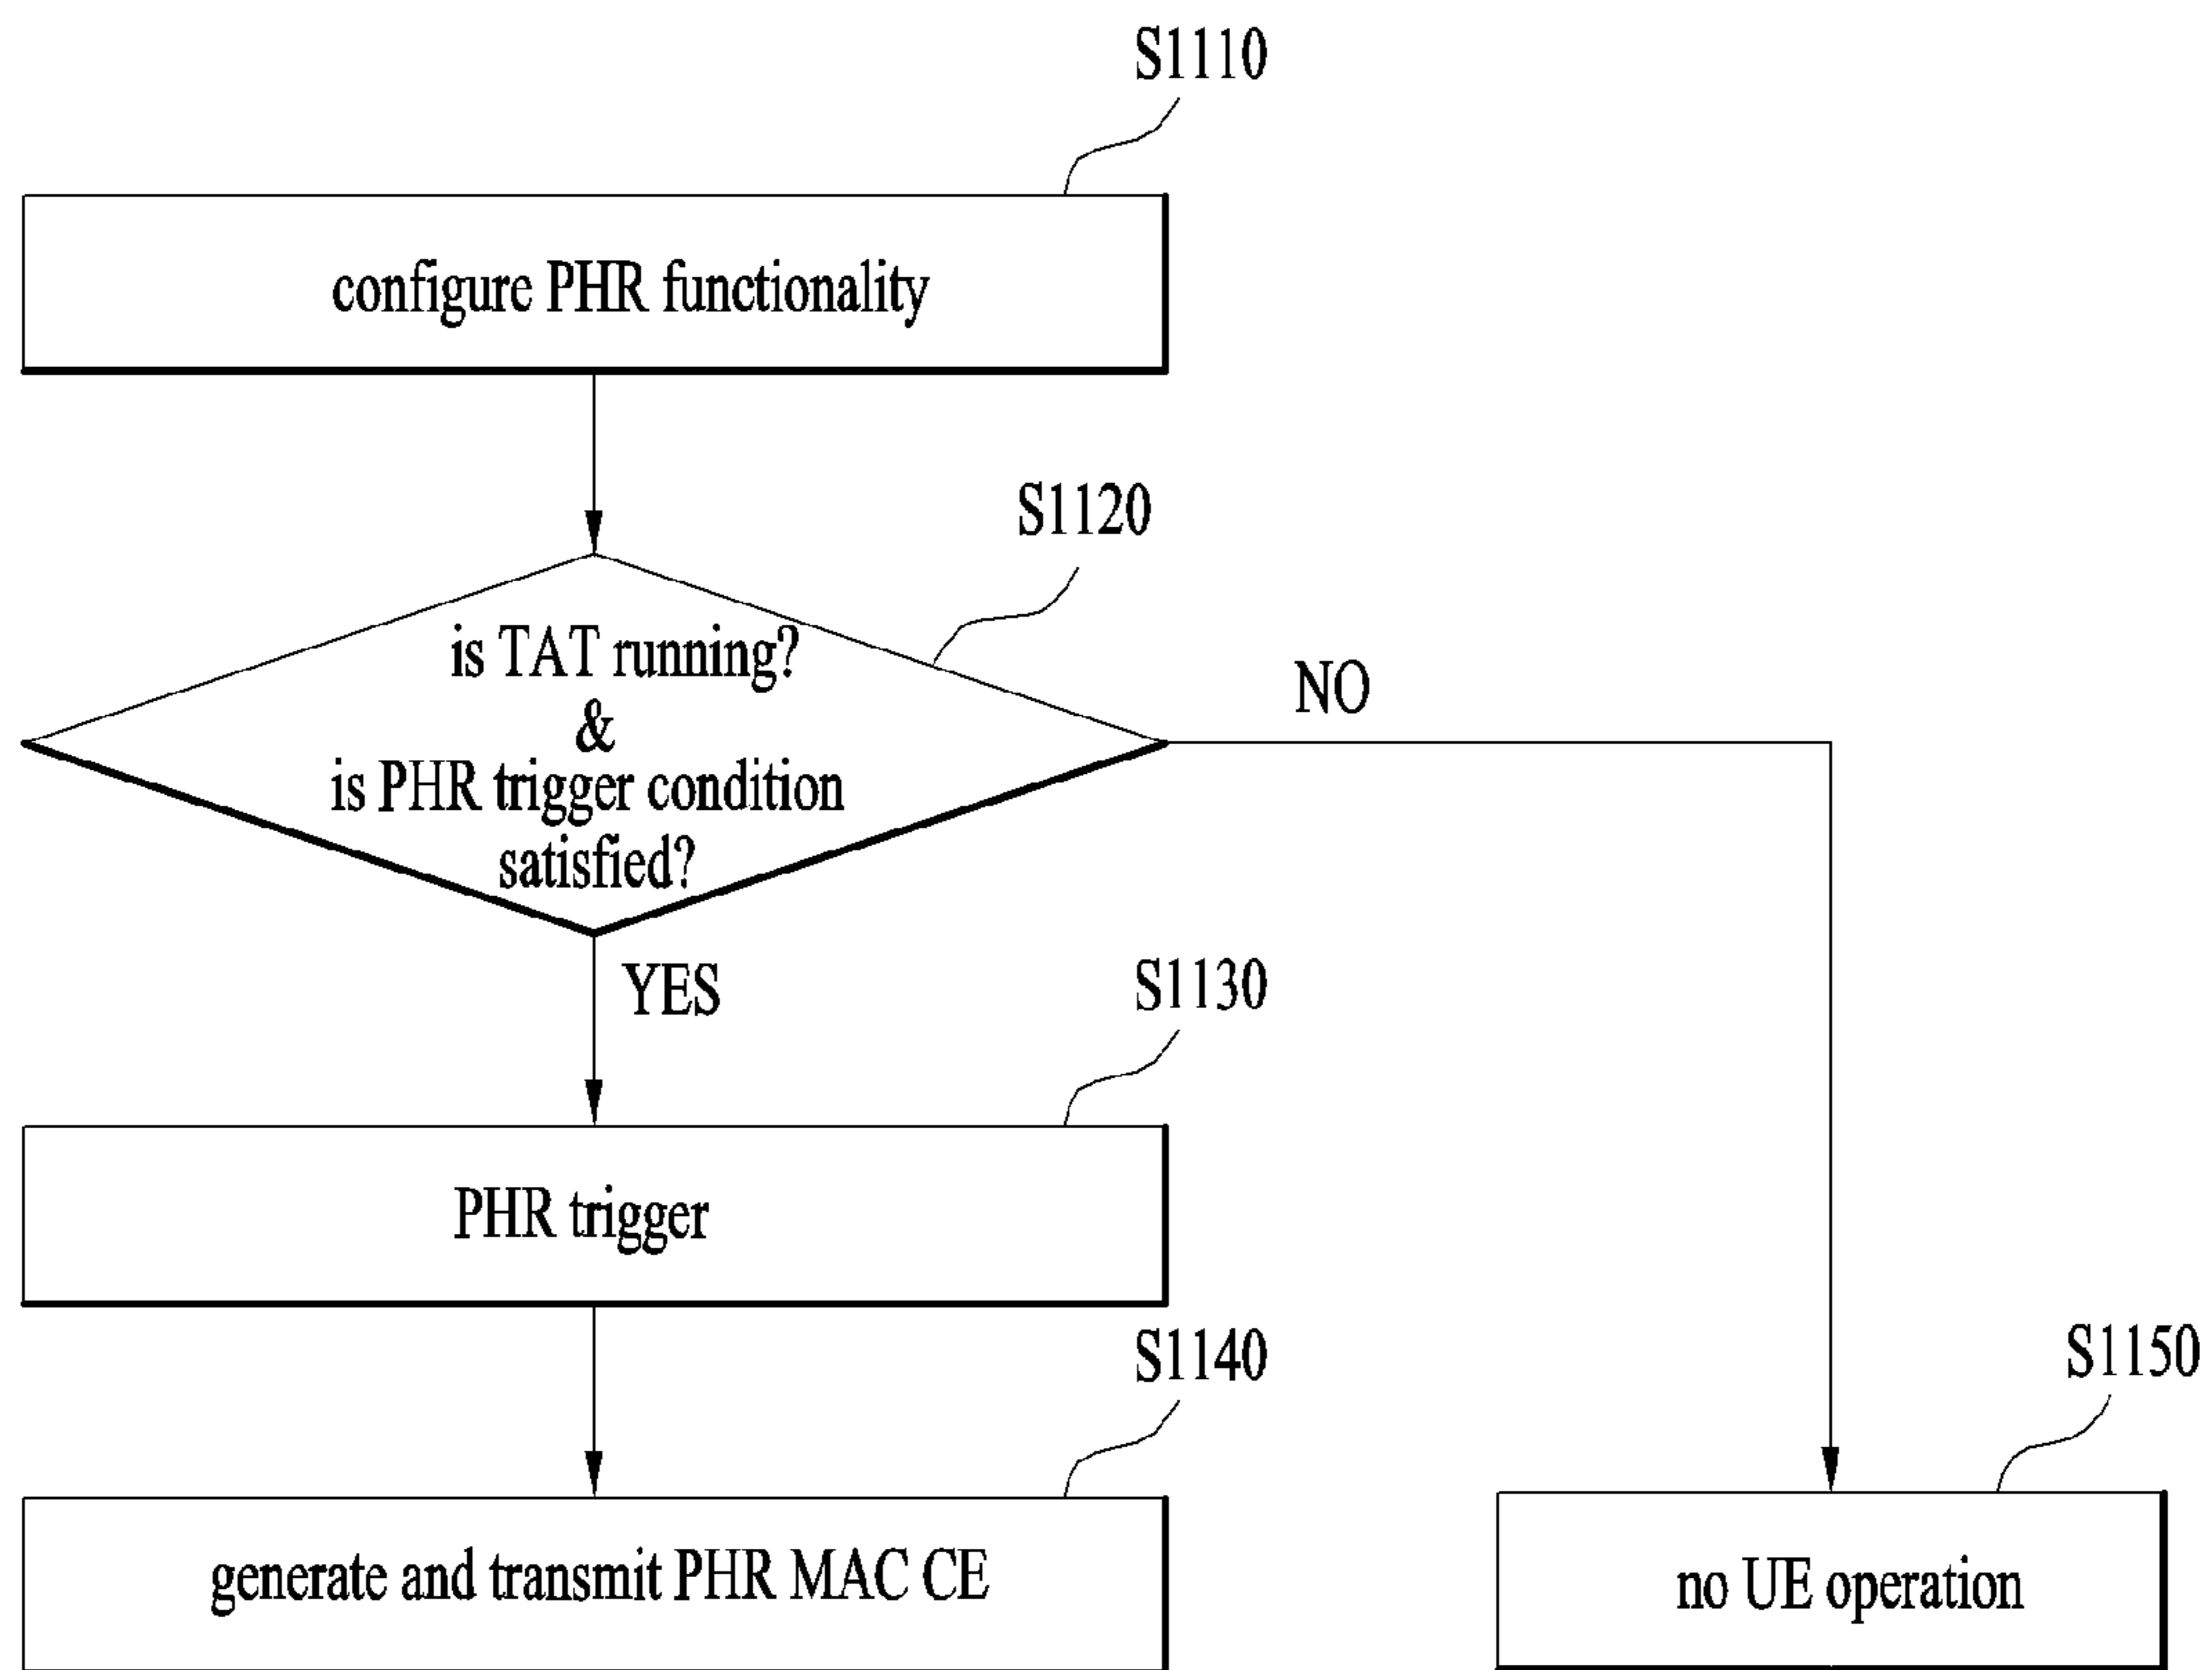 S1110
configure PHR functionality
S1120
is TAT running?
&
is PHR trigger condition
satisfied?
NO
YES
S1130
PHR trigger
S1140
generate and transmit PHR MAC CE
S1150
no UE operation